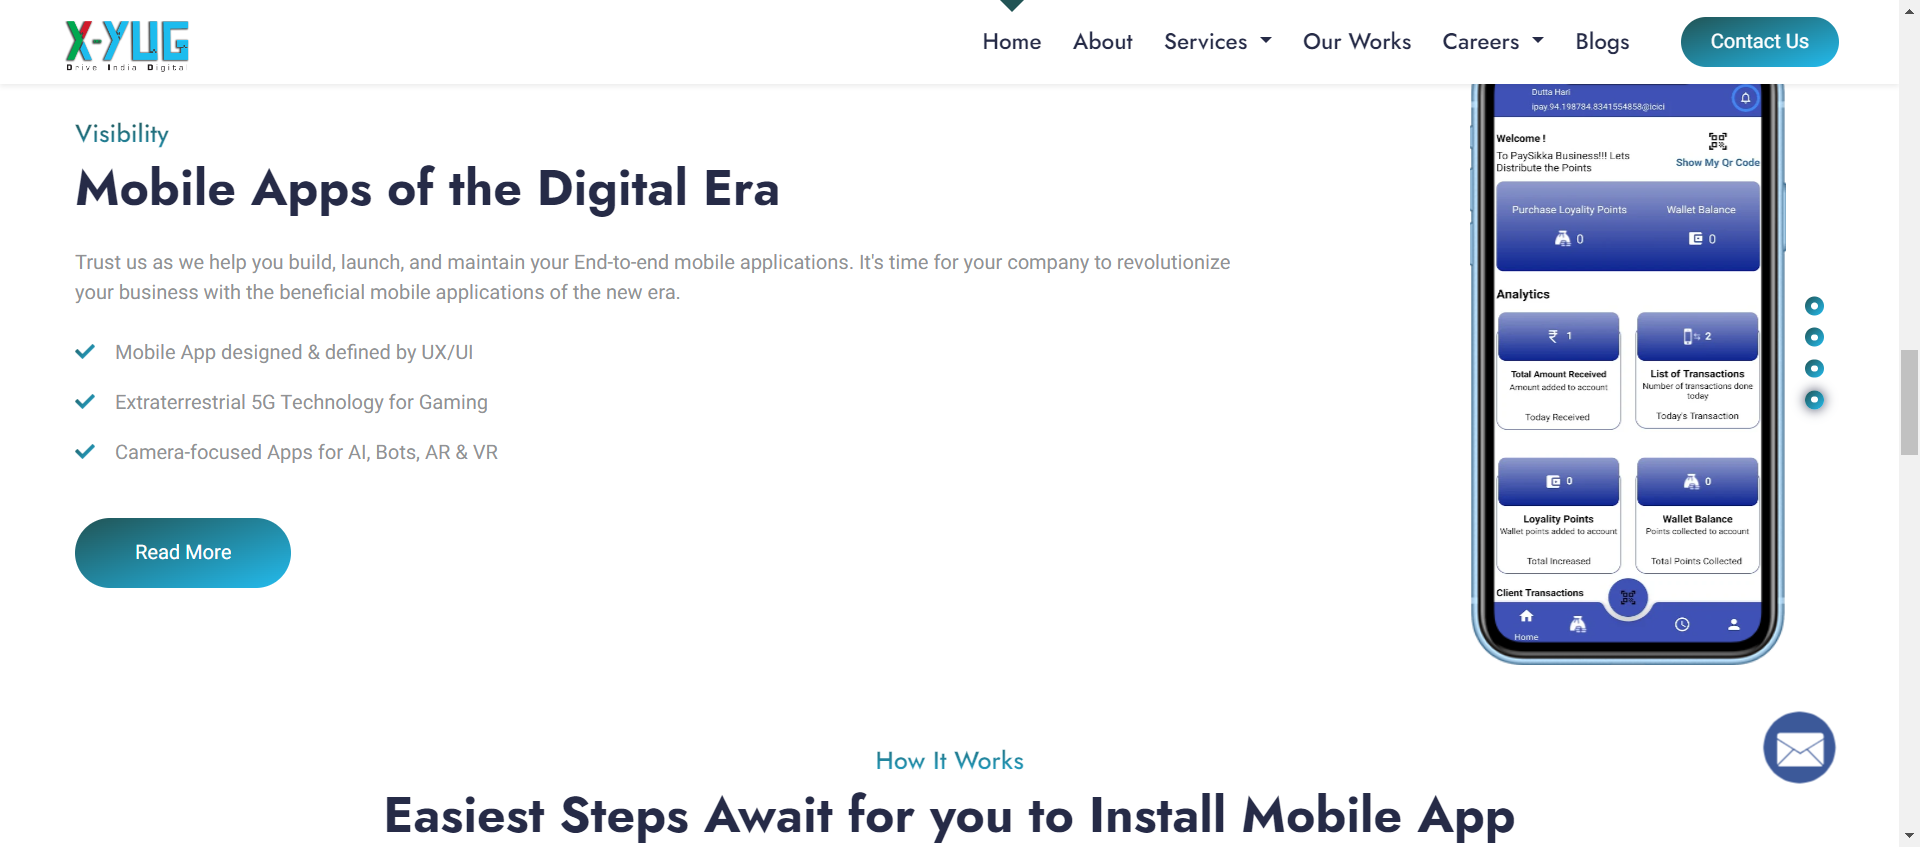 X-YUG
Drive India Digital
Home
About
Services
Our Works
Careers
Blogs
Contact Us
Visibility
Mobile Apps of the Digital Era
Trust us as we help you build, launch, and maintain your End-to-end mobile applications. It's time for your company to revolutionize
your business with the beneficial mobile applications of the new era.
Mobile App designed & defined by UX/UI
Extraterrestrial 5G Technology for Gaming
Camera-focused Apps for AI, Bots, AR & VR
Read More
Dutta Hari
ipay.94.198784.8341554858@icici
Welcome !
To PaySikka Business!!! Lets
Distribute the Points
Show My Qr Code
Purchase Loyality Points
Wallet Balance
0
0
Analytics
₹ 1
2
Total Amount Received
Amount added to account
Today Received
List of Transactions
Number of transactions done
today
Today's Transaction
0
0
Loyality Points
Wallet points added to account
Total Increased
Wallet Balance
Points collected to account
Total Points Collected
Client Transactions
Home
How It Works
Easiest Steps Await for you to Install Mobile App